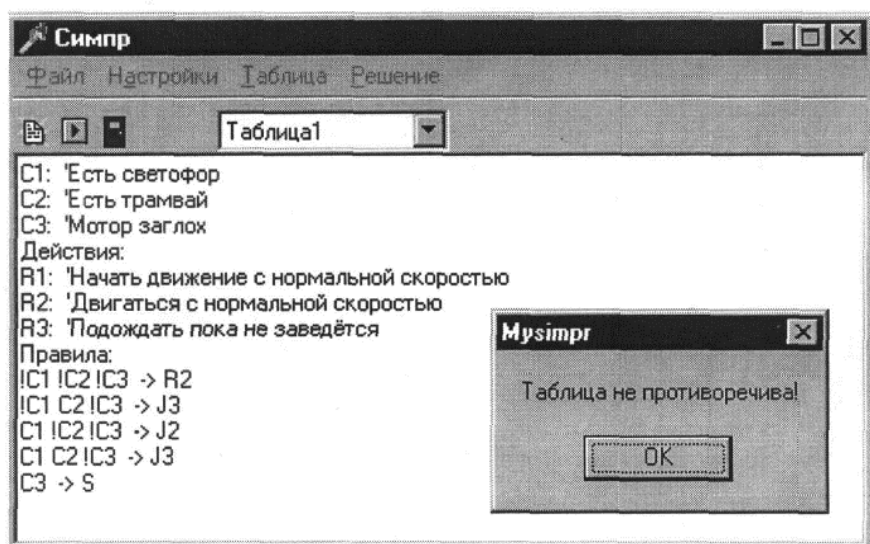 Симпр
Файл Настройки Таблица Решение
Таблица1
C1: 'Есть светофор
C2: 'Есть трамвай
C3: 'Мотор заглох
Действия:
R1: 'Начать движение с нормальной скоростью
R2: 'Двигаться с нормальной скоростью
R3: 'Подождать пока не заведётся
Правила:
!C1 !C2 !C3 -> R2
!C1 C2 !C3 -> J3
C1 !C2 !C3 -> J2
C1 C2 !C3 -> J3
C3 -> S
Mysimpr
Таблица не противоречива!
OK